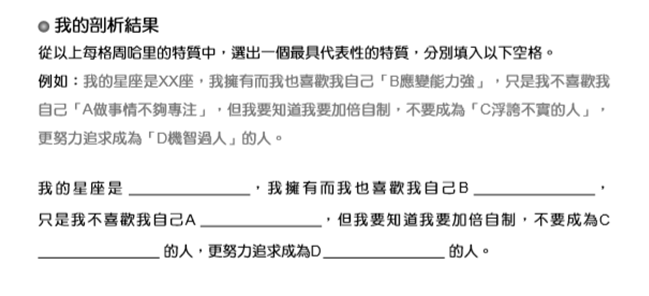 我的剖析結果
從以上每格周哈里的特質中，選出一個最具代表性的特質，分別填入以下空格。
例如：我的星座是XX座，我擁有而我也喜歡我自己「B應變能力強」，只是我不喜歡我
自己「A做事情不夠專注」，但我要知道我要加倍自制，不要成為「C浮誇不實的人」，
更努力追求成為「D機智過人」的人。
我的星座是 ____________，我擁有而我也喜歡我自己B ____________，
只是我不喜歡我自己A ____________，但我要知道我要加倍自制，不要成為C
____________ 的人，更努力追求成為D ____________ 的人。